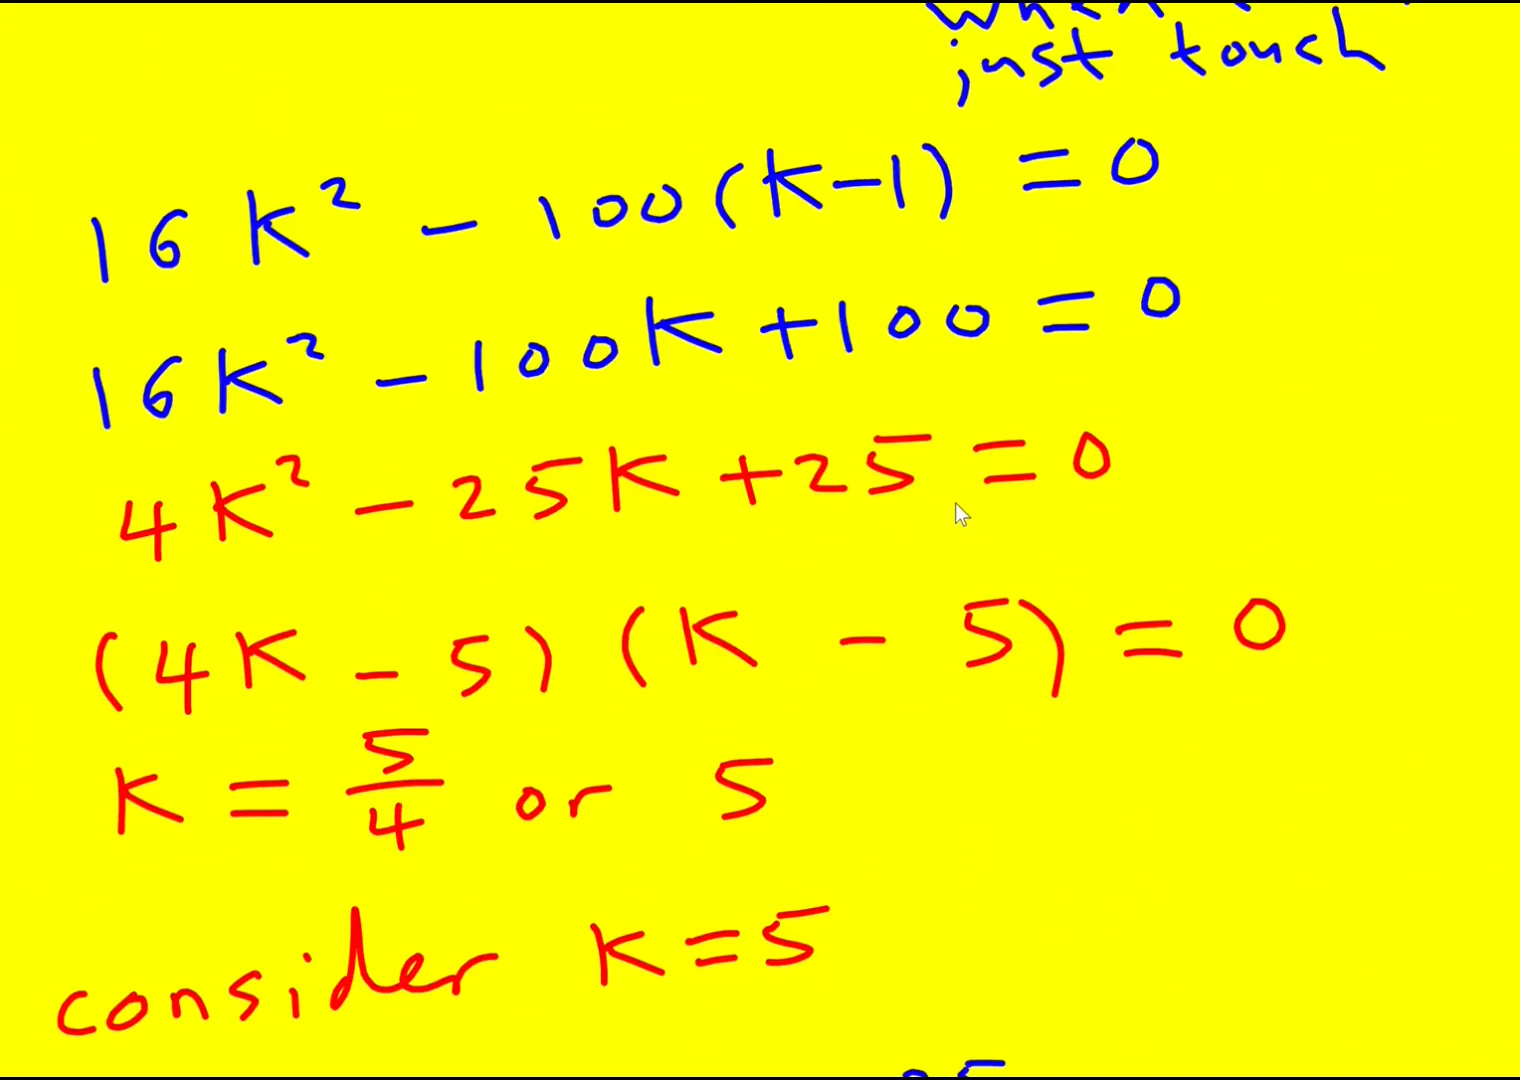 when
just touch
16K² - 100(K-1) = 0
16K² - 100K + 100 = 0
4K² - 25K + 25 = 0
(4K - 5) (K - 5) = 0
K = 5/4 or 5
consider K = 5